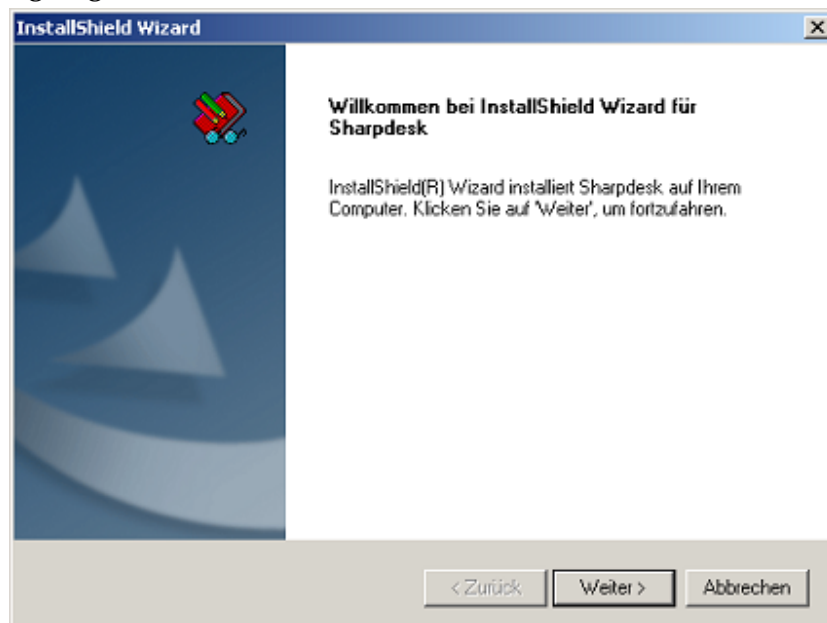 InstallShield Wizard
Willkommen bei InstallShield Wizard für
Sharpdesk
InstallShield(R) Wizard installiert Sharpdesk auf Ihrem
Computer. Klicken Sie auf 'Weiter', um fortzufahren.
< Zurück
Weiter >
Abbrechen